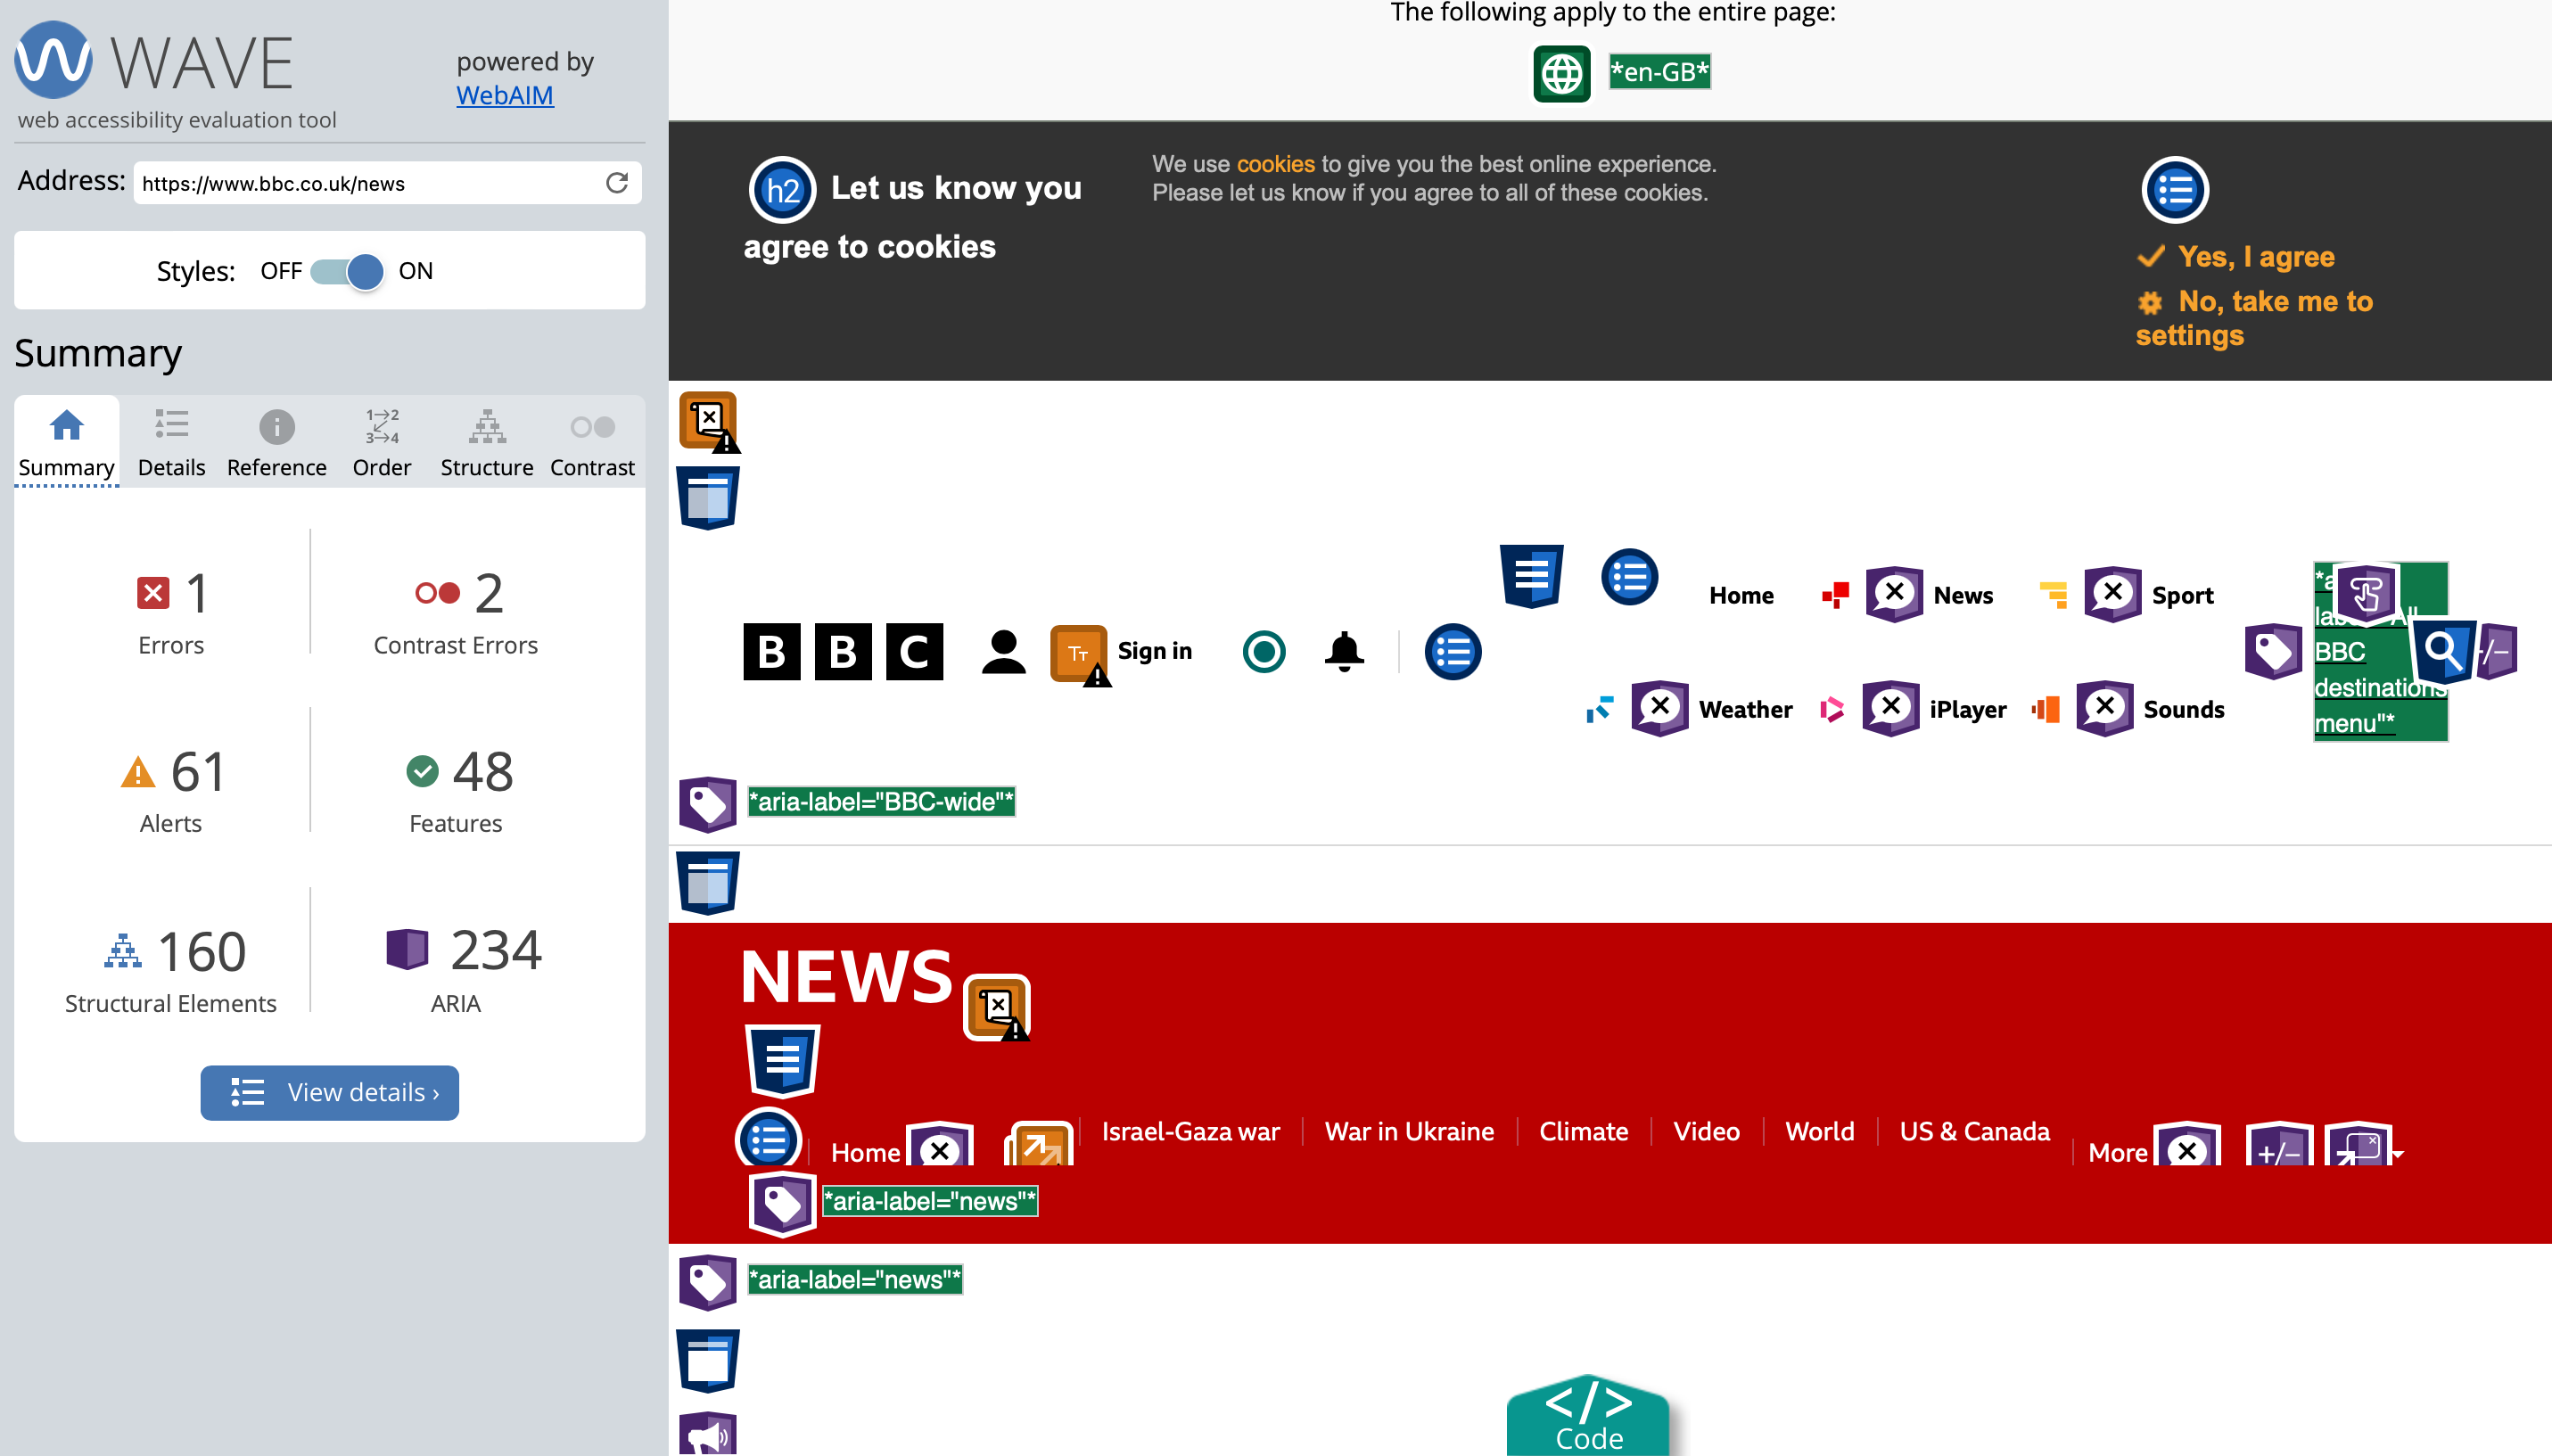 WAVE
powered by
WebAIM
web accessibility evaluation tool
Address: https://www.bbc.co.uk/news
Styles: OFF ON
Summary
Summary Details Reference Order Structure Contrast
1 Errors
2 Contrast Errors
61 Alerts
48 Features
160 Structural Elements
234 ARIA
View details ›
The following apply to the entire page:
*en-GB*
h2 Let us know you
agree to cookies
We use cookies to give you the best online experience.
Please let us know if you agree to all of these cookies.
Yes, I agree
No, take me to
settings
Home News Sport
B B C Sign in
Weather iPlayer Sounds
BBC
destinations
menu"*
*aria-label="BBC-wide"*
NEWS
Home Israel-Gaza war War in Ukraine Climate Video World US & Canada More +/-
*aria-label="news"*
*aria-label="news"*
</>
Code